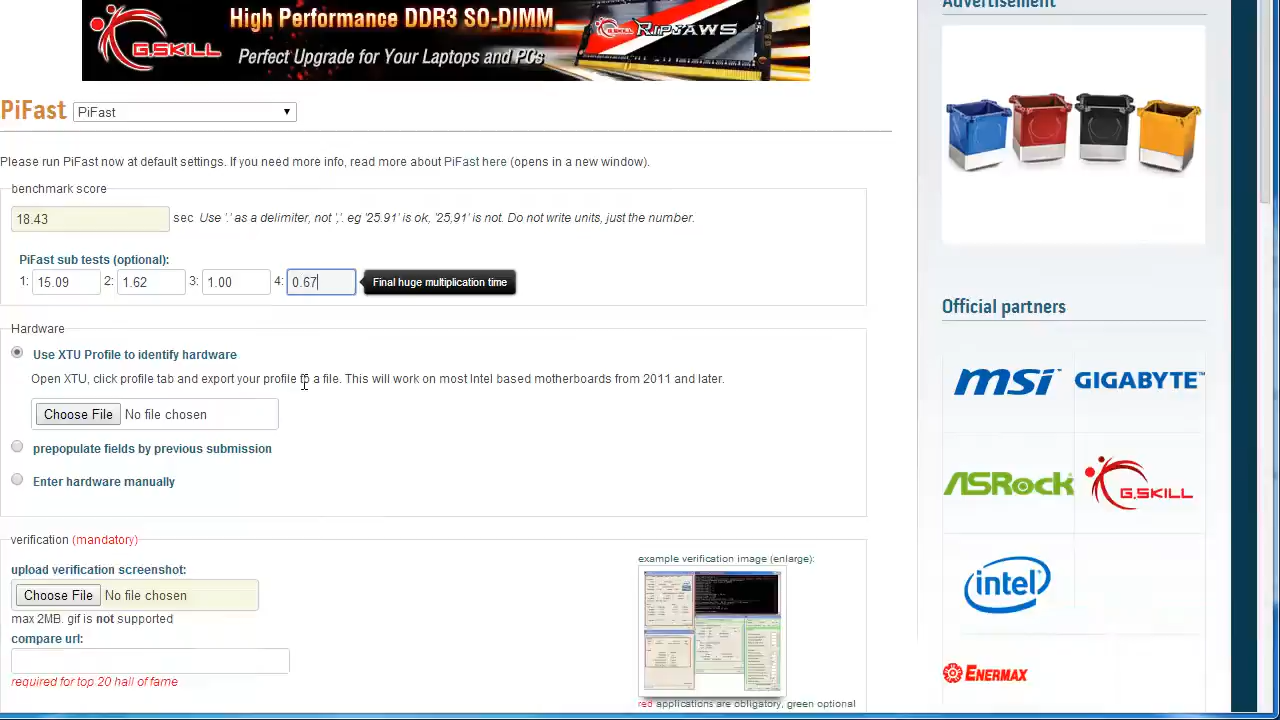 High Performance DDR3 SO-DIMM
G.SKILL
RIPJAWS
Perfect Upgrade for Your Laptops and PCs
Advertisement
PiFast PiFast
Please run PiFast now at default settings. If you need more info, read more about PiFast here (opens in a new window).
benchmark score
18.43 sec Use '.' as a delimiter, not ','. eg '25.91' is ok, '25,91' is not. Do not write units, just the number.
PiFast sub tests (optional):
1: 15.09 2: 1.62 3: 1.00 4: 0.67 Final huge multiplication time
Official partners
Hardware
Use XTU Profile to identify hardware
Open XTU, click profile tab and export your profile to a file. This will work on most Intel based motherboards from 2011 and later.
msi GIGABYTE™
Choose File No file chosen
prepopulate fields by previous submission
Enter hardware manually
ASRock G.SKILL
verification (mandatory)
example verification image (enlarge):
upload verification screenshot:
Choose File No file chosen
intel
gif is not supported
compare url:
hall of fame
ENERMAX
red applications are obligatory, green optional